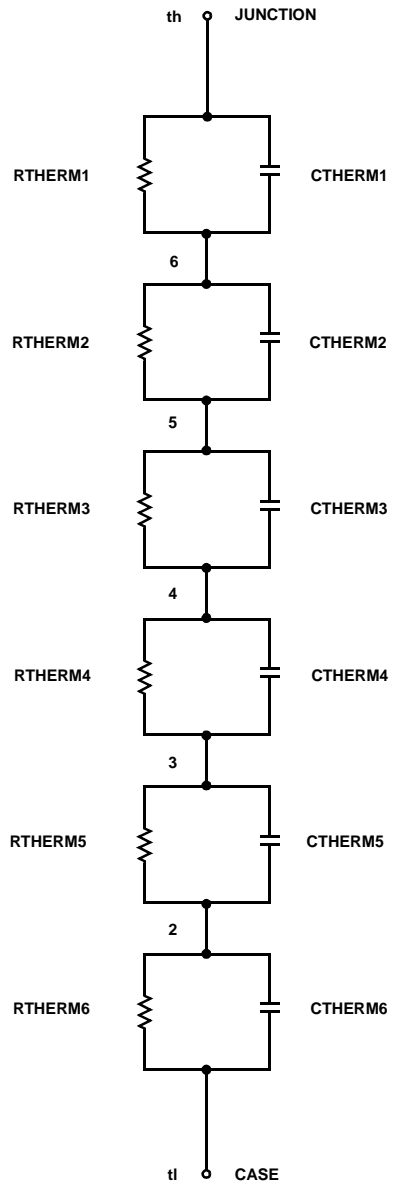 th JUNCTION
RTHERM1 CTHERM1
6
RTHERM2 CTHERM2
5
RTHERM3 CTHERM3
4
RTHERM4 CTHERM4
3
RTHERM5 CTHERM5
2
RTHERM6 CTHERM6
tl CASE